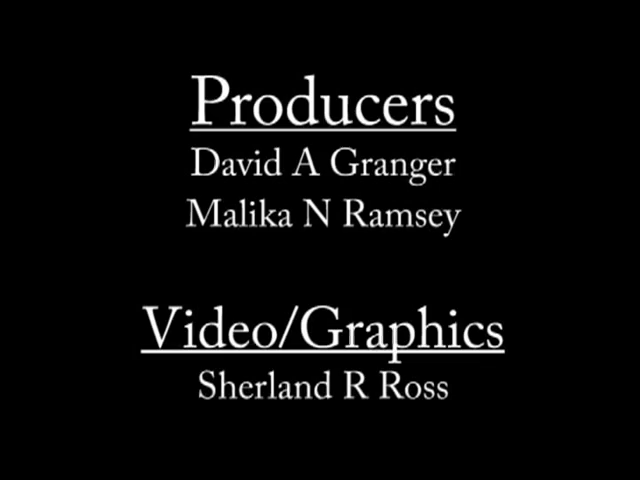 Producers
David A Granger
Malika N Ramsey
Video/Graphics
Sherland R Ross